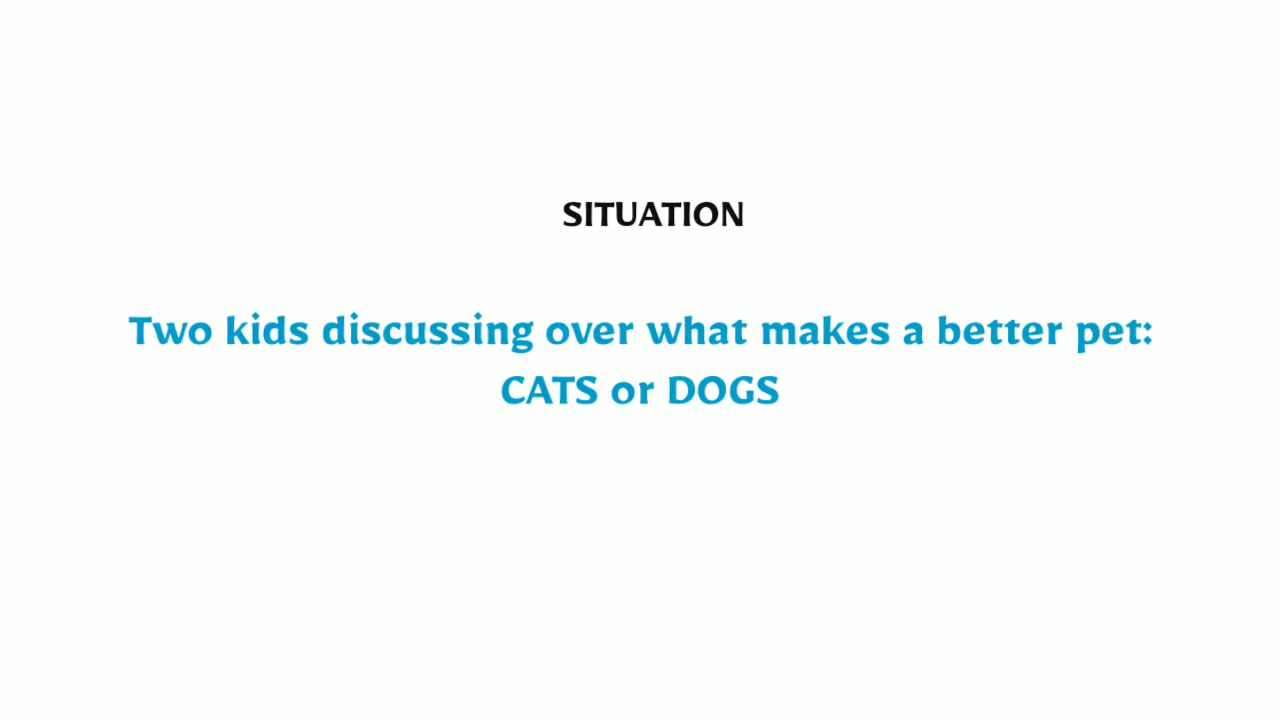 SITUATION
Two kids discussing over what makes a better pet:
CATS or DOGS